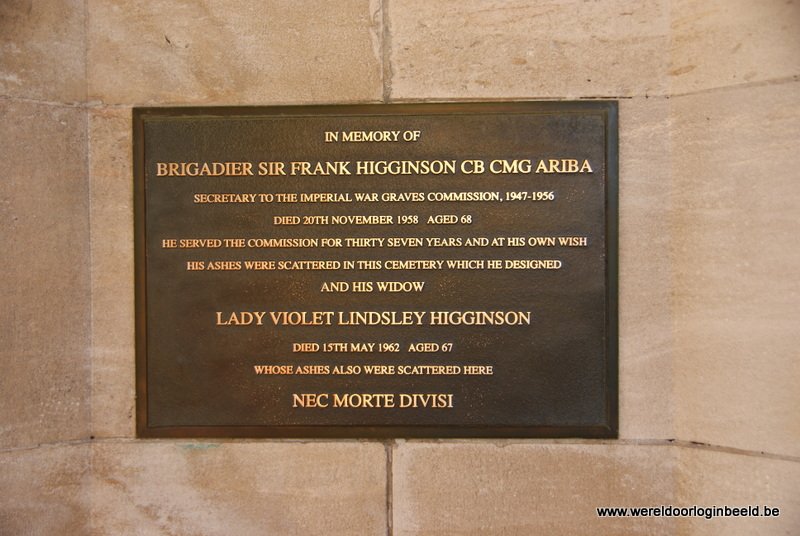 IN MEMORY OF
BRIGADIER SIR FRANK HIGGINSON CB CMG ARIBA
SECRETARY TO THE IMPERIAL WAR GRAVES COMMISSION, 1947-1956
DIED 20TH NOVEMBER 1958 AGED 68
HE SERVED THE COMMISSION FOR THIRTY SEVEN YEARS AND AT HIS OWN WISH
HIS ASHES WERE SCATTERED IN THIS CEMETERY WHICH HE DESIGNED
AND HIS WIDOW
LADY VIOLET LINDSLEY HIGGINSON
DIED 15TH MAY 1962 AGED 67
WHOSE ASHES ALSO WERE SCATTERED HERE
NEC MORTE DIVISI
www.wereldoorloginbeeld.be